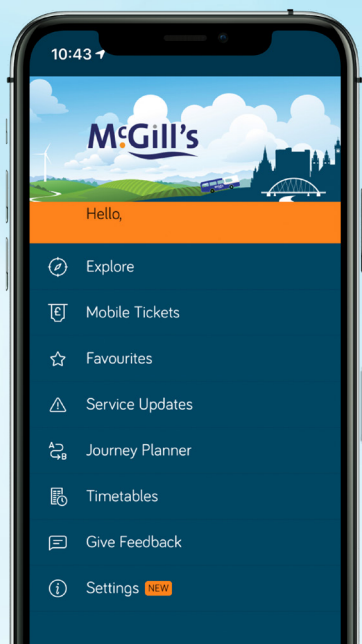 10:43
McGill's
Hello,
Explore
Mobile Tickets
Favourites
Service Updates
A
B
Journey Planner
Timetables
Give Feedback
Settings NEW